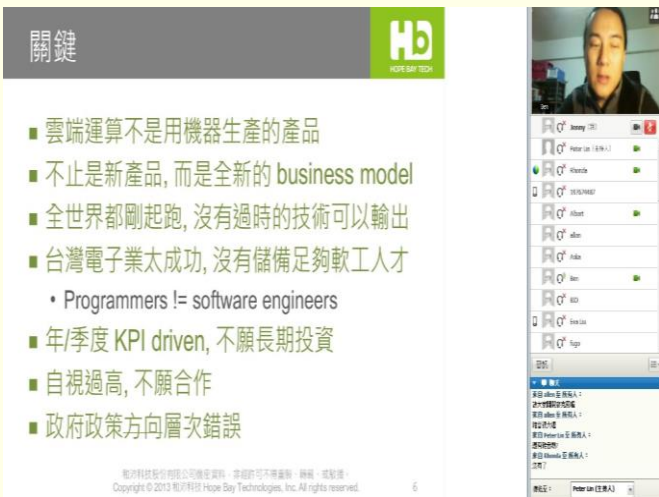 關鍵
HOPE BAY TECH
雲端運算不是用機器生產的產品
不止是新產品, 而是全新的 business model
全世界都剛起跑, 沒有過時的技術可以輸出
台灣電子業太成功, 沒有儲備足夠軟工人才
Programmers != software engineers
年/季度 KPI driven, 不願長期投資
自視過高, 不願合作
政府政策方向層次錯誤
Copyright © 2013 Hope Bay Technologies, Inc. All rights reserved.
6
Ben
Jenny
Peter Lin
Rhonda
Albert
allen
Ben
Peter Lin (主持人)